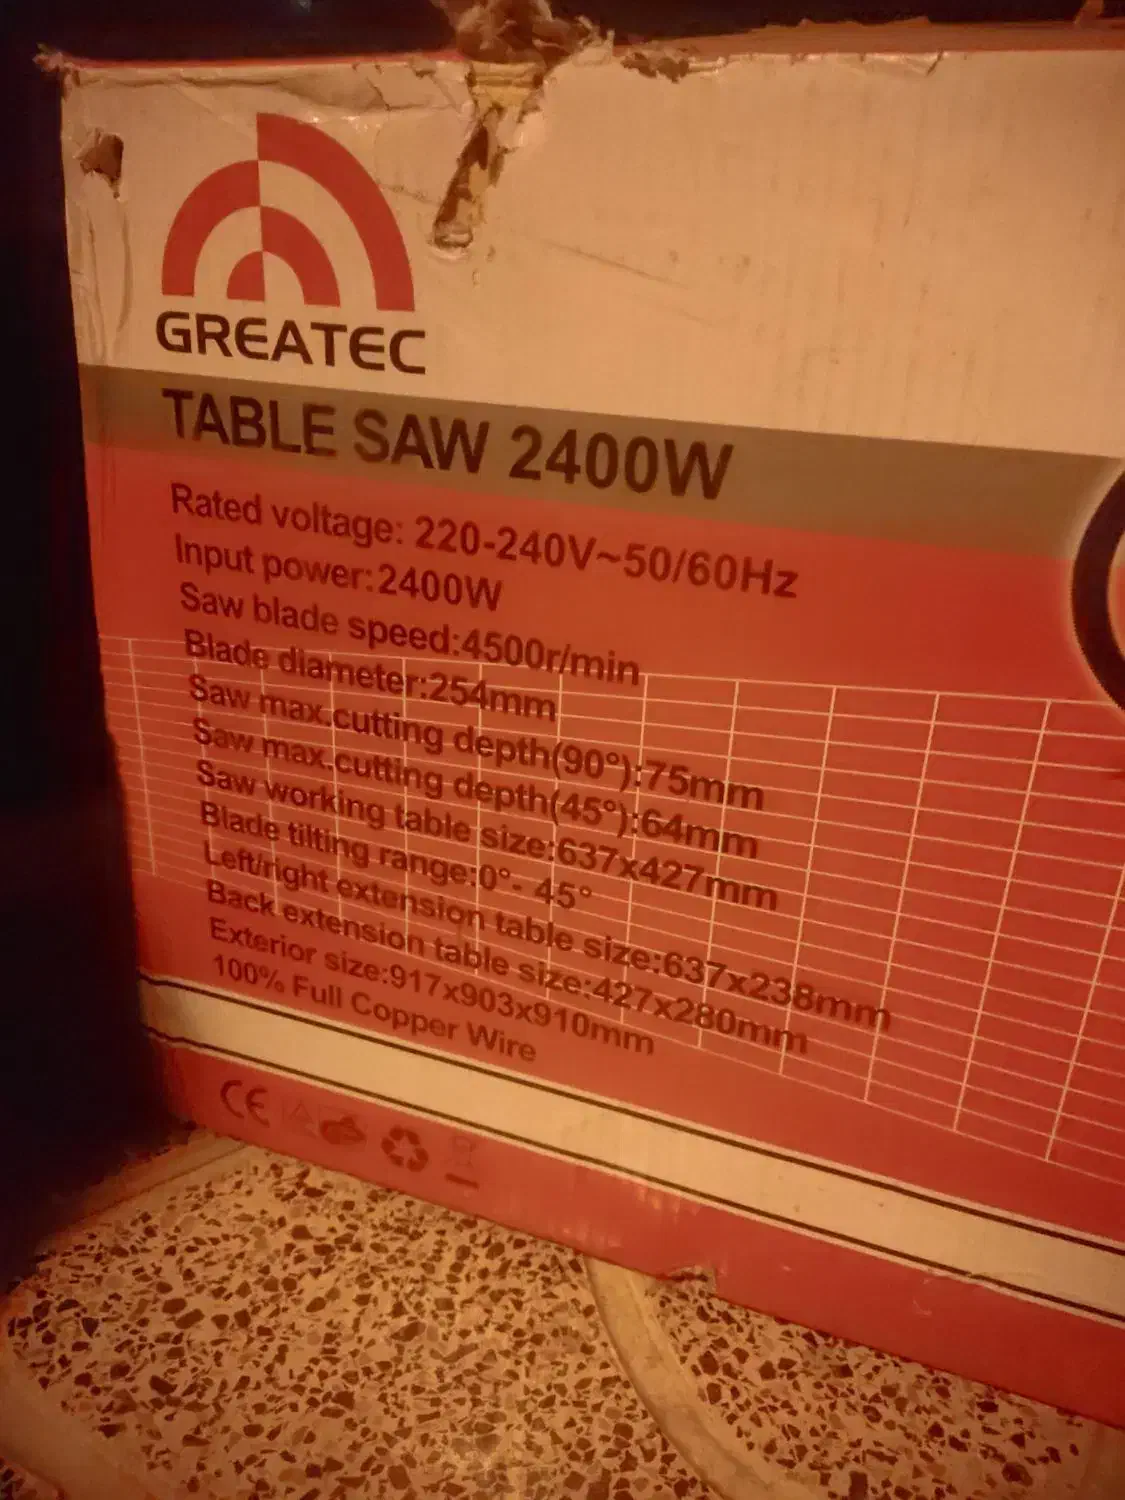 GREATEC
TABLE SAW 2400W
Rated voltage: 220-240V~50/60Hz
Input power:2400W
Saw blade speed:4500r/min
Blade diameter:254mm
Saw max.cutting depth(90°):75mm
Saw max.cutting depth(45°):64mm
Saw working table size:637x427mm
Blade tilting range:0°- 45°
Left/right extension table size:637x238mm
Back extension table size:427x280mm
Exterior size:917x903x910mm
100% Full Copper Wire
CE